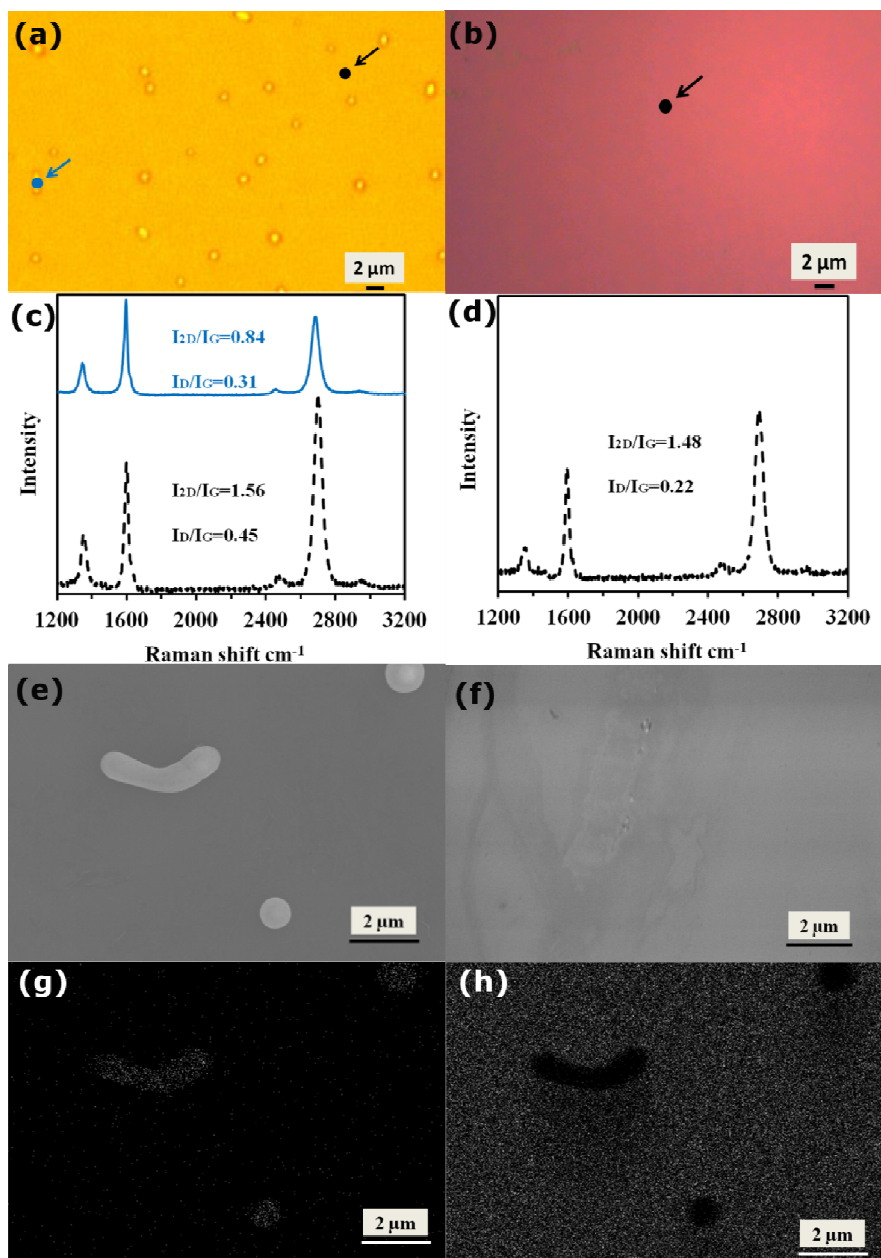 (a)
2 µm
(b)
2 µm
(c)
I2D/IG=0.84
ID/IG=0.31
I2D/IG=1.56
ID/IG=0.45
Intensity
1200 1600 2000 2400 2800 3200
Raman shift cm-1
(d)
I2D/IG=1.48
ID/IG=0.22
Intensity
1200 1600 2000 2400 2800 3200
Raman shift cm-1
(e)
2 µm
(f)
2 µm
(g)
2 µm
(h)
2 µm